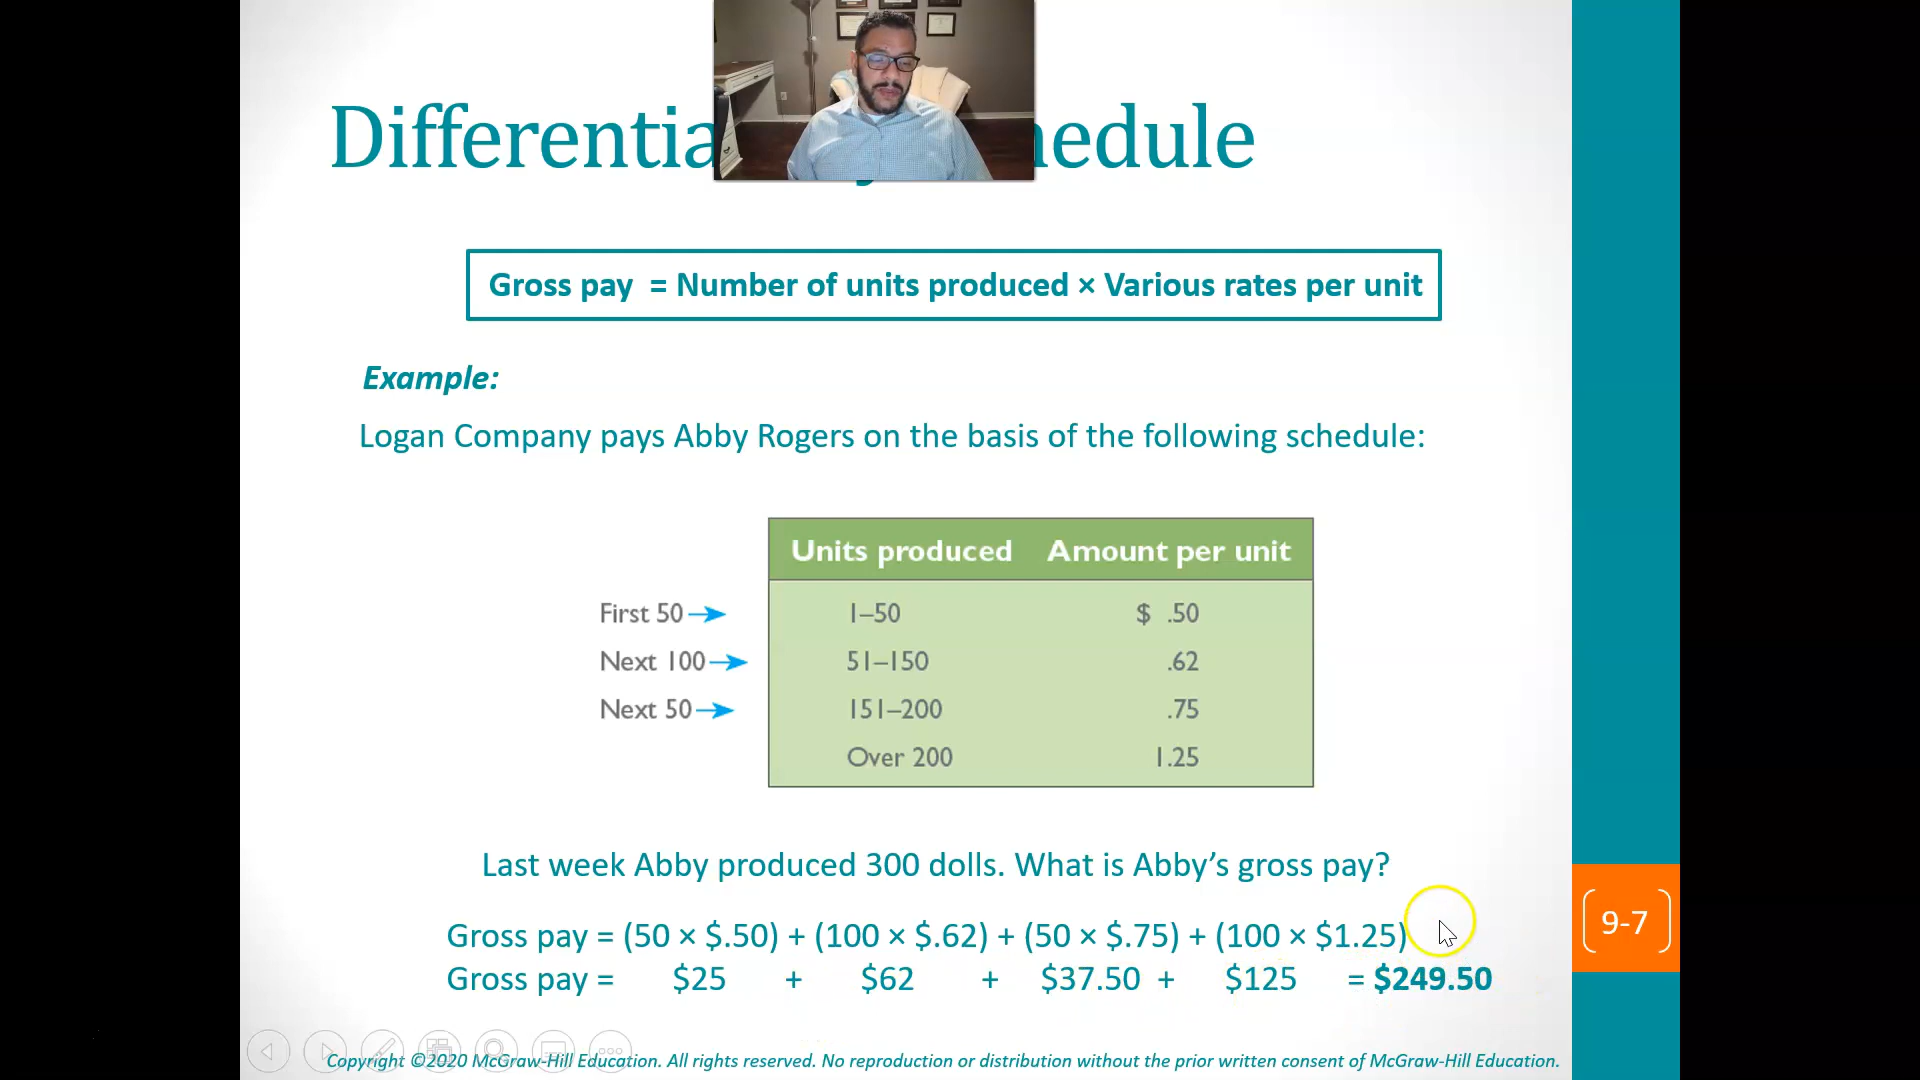 Differentia hedule
Gross pay = Number of units produced × Various rates per unit
Example:
Logan Company pays Abby Rogers on the basis of the following schedule:
Units produced Amount per unit
First 50 1–50 $ .50
Next 100 51–150 .62
Next 50 151–200 .75
Over 200 1.25
Last week Abby produced 300 dolls. What is Abby’s gross pay?
Gross pay = (50 × $.50) + (100 × $.62) + (50 × $.75) + (100 × $1.25)
Gross pay = $25 + $62 + $37.50 + $125 = $249.50
9-7
Copyright ©2020 McGraw-Hill Education. All rights reserved. No reproduction or distribution without the prior written consent of McGraw-Hill Education.